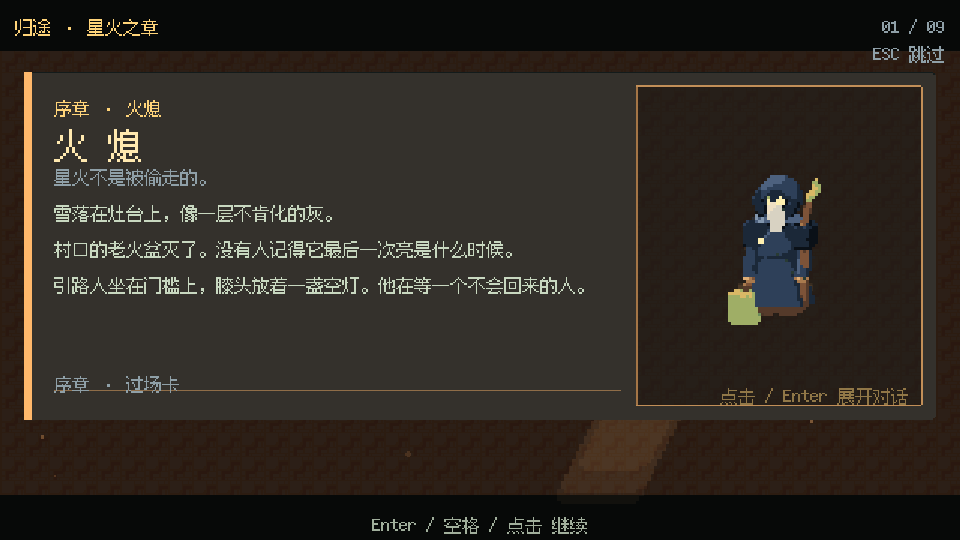 归途 · 星火之章
01 / 09
ESC 跳过
序章 · 火熄
火 熄
星火不是被偷走的。
雪落在灶台上，像一层不肯化的灰。
村口的老火盆灭了。没有人记得它最后一次亮是什么时候。
引路人坐在门槛上，膝头放着一盏空灯。他在等一个不会回来的人。
序章 · 过场卡
点击 / Enter 展开对话
Enter / 空格 / 点击 继续